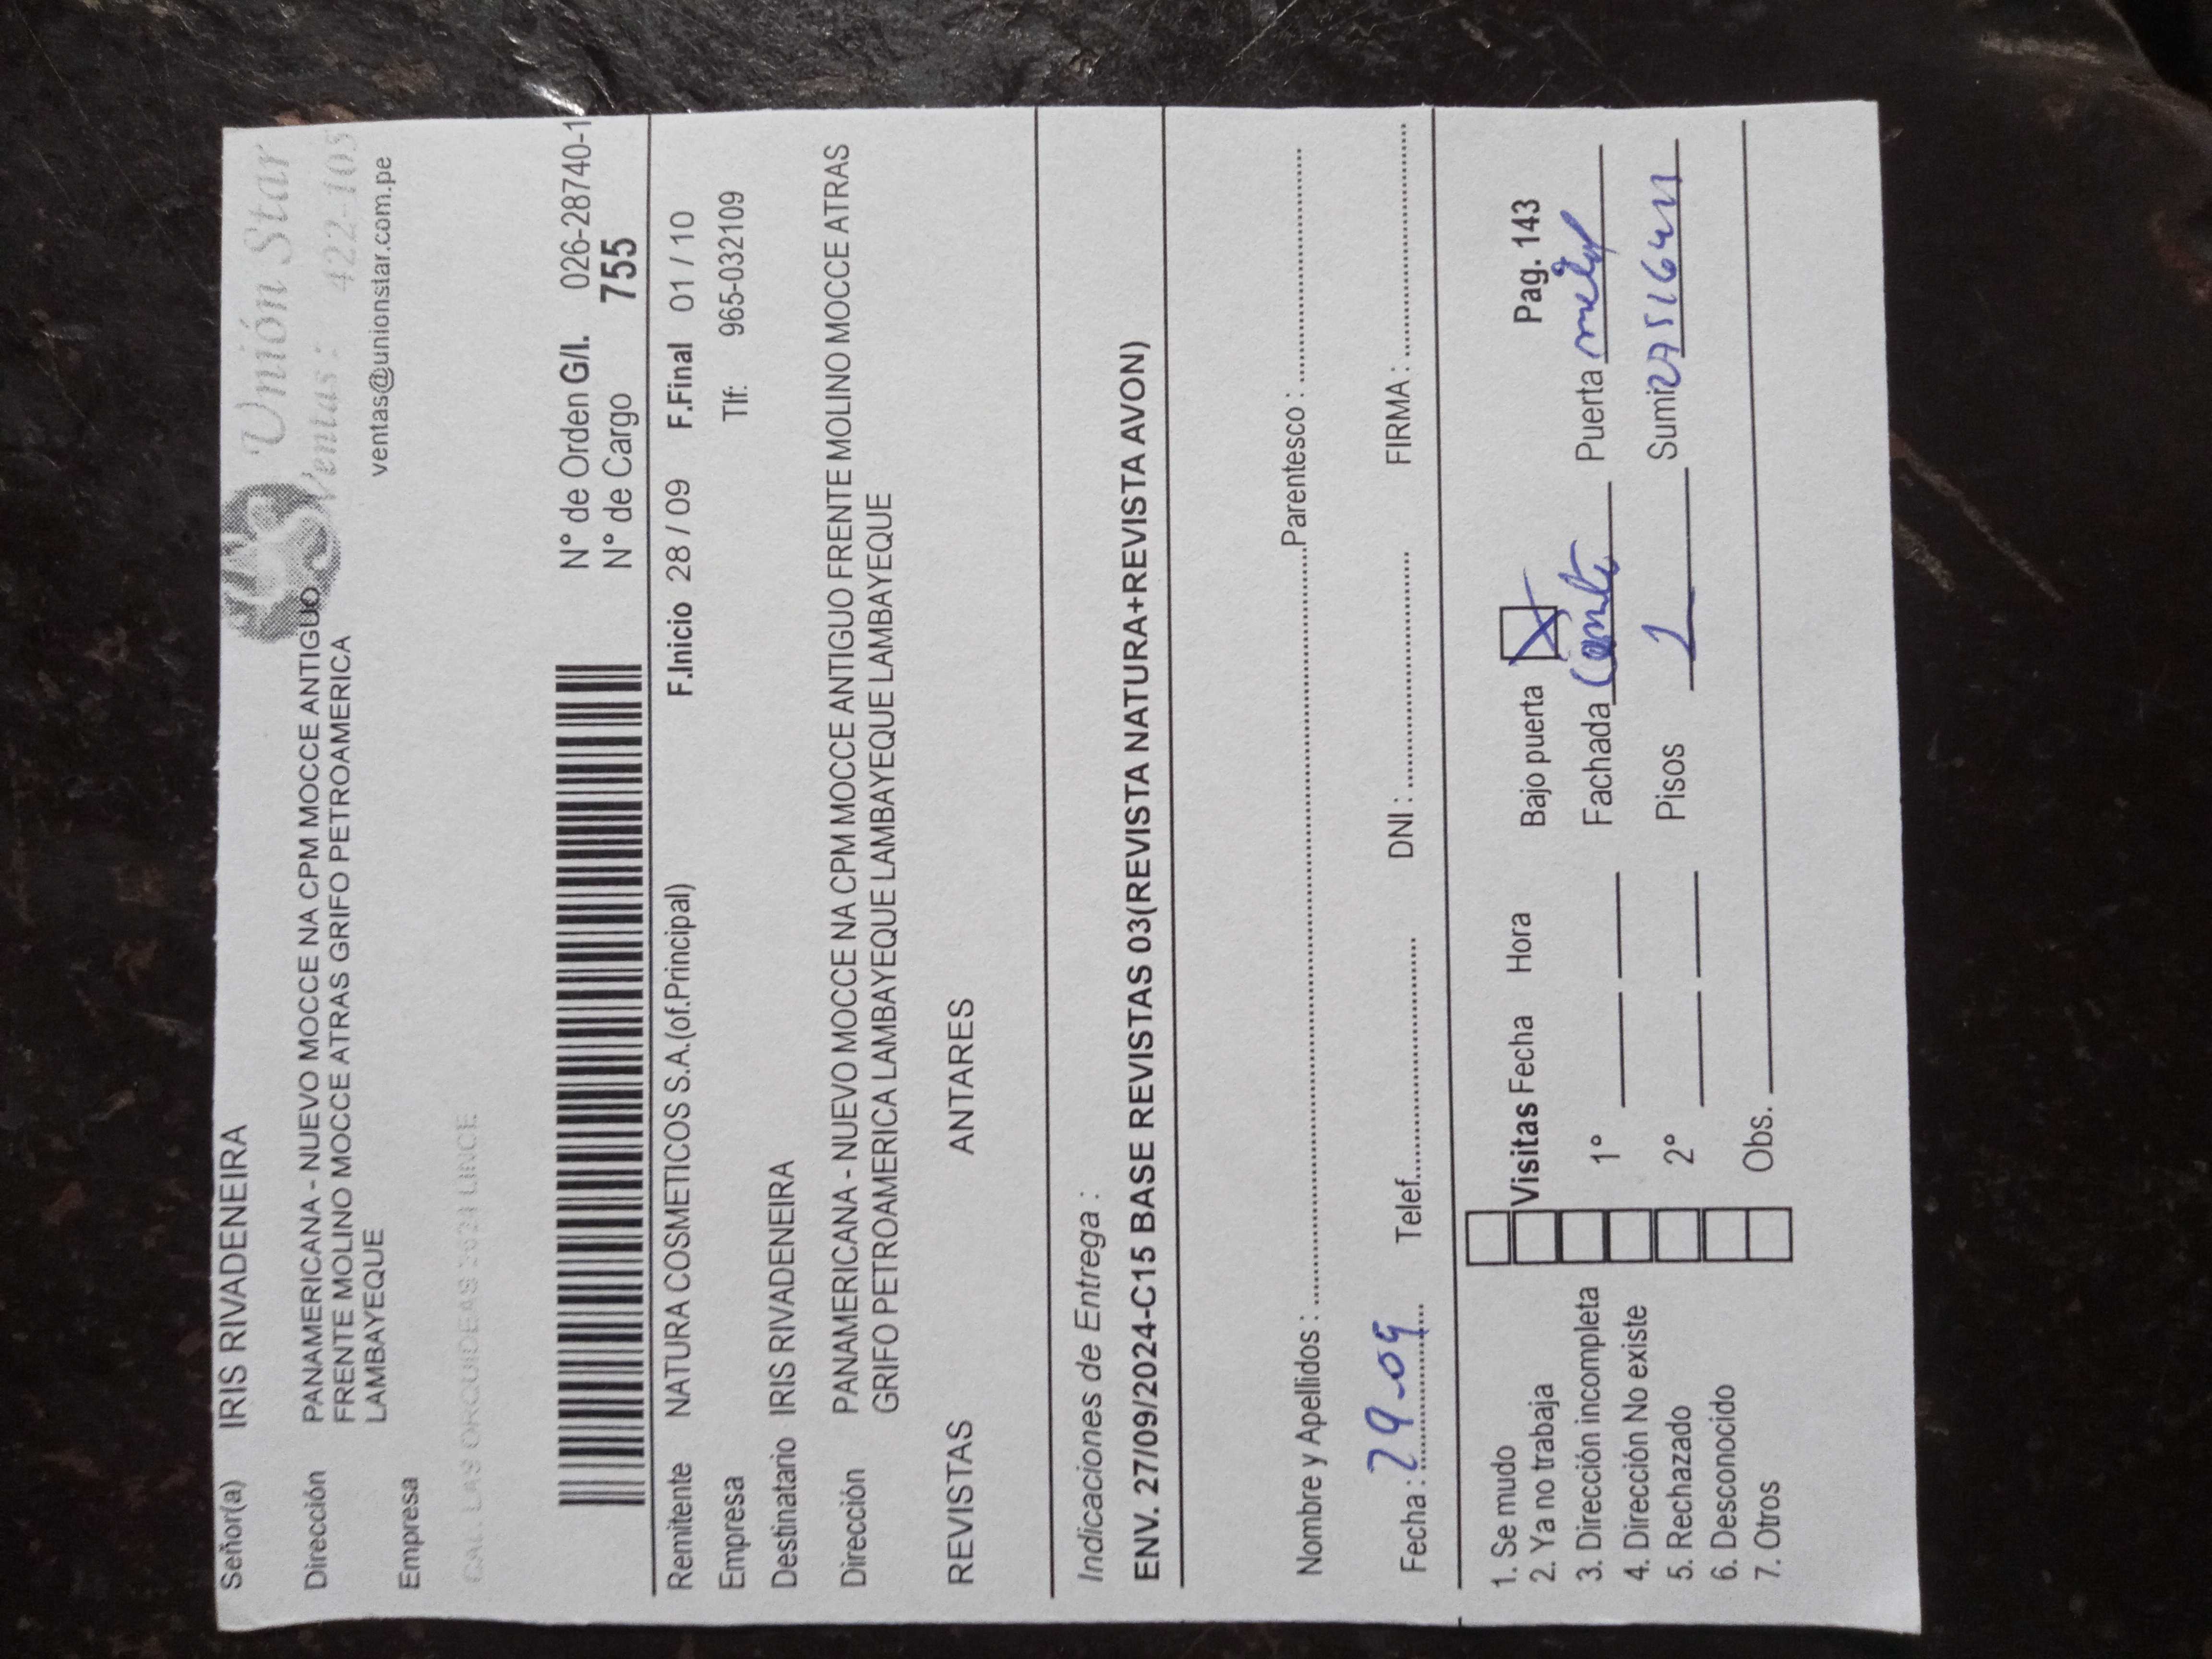 Señor(a) IRIS RIVADENEIRA
Unión Star
Ventas: 422-105
Dirección PANAMERICANA - NUEVO MOCCE NA CPM MOCCE ANTIGUO
FRENTE MOLINO MOCCE ATRAS GRIFO PETROAMERICA
LAMBAYEQUE
ventas@unionstar.com.pe
Empresa
CAL. LAS ORQUIDEAS 2621 LINCE
N° de Orden G/I. 026-28740-1
N° de Cargo 755
Remitente NATURA COSMETICOS S.A.(of.Principal) F.Inicio 28 / 09 F.Final 01 / 10
Empresa Tlf: 965-032109
Destinatario IRIS RIVADENEIRA
Dirección PANAMERICANA - NUEVO MOCCE NA CPM MOCCE ANTIGUO FRENTE MOLINO MOCCE ATRAS
GRIFO PETROAMERICA LAMBAYEQUE LAMBAYEQUE LAMBAYEQUE
REVISTAS ANTARES
Indicaciones de Entrega :
ENV. 27/09/2024-C15 BASE REVISTAS 03(REVISTA NATURA+REVISTA AVON)
Nombre y Apellidos : Parentesco :
Fecha : 29-09 Telef. DNI : FIRMA :
1. Se mudo
2. Ya no trabaja
3. Dirección incompleta
4. Dirección No existe
5. Rechazado
6. Desconocido
7. Otros
Visitas Fecha Hora
1°
2°
Obs.
Bajo puerta X Pag. 143
Fachada Puerta
Pisos 1 Sumi